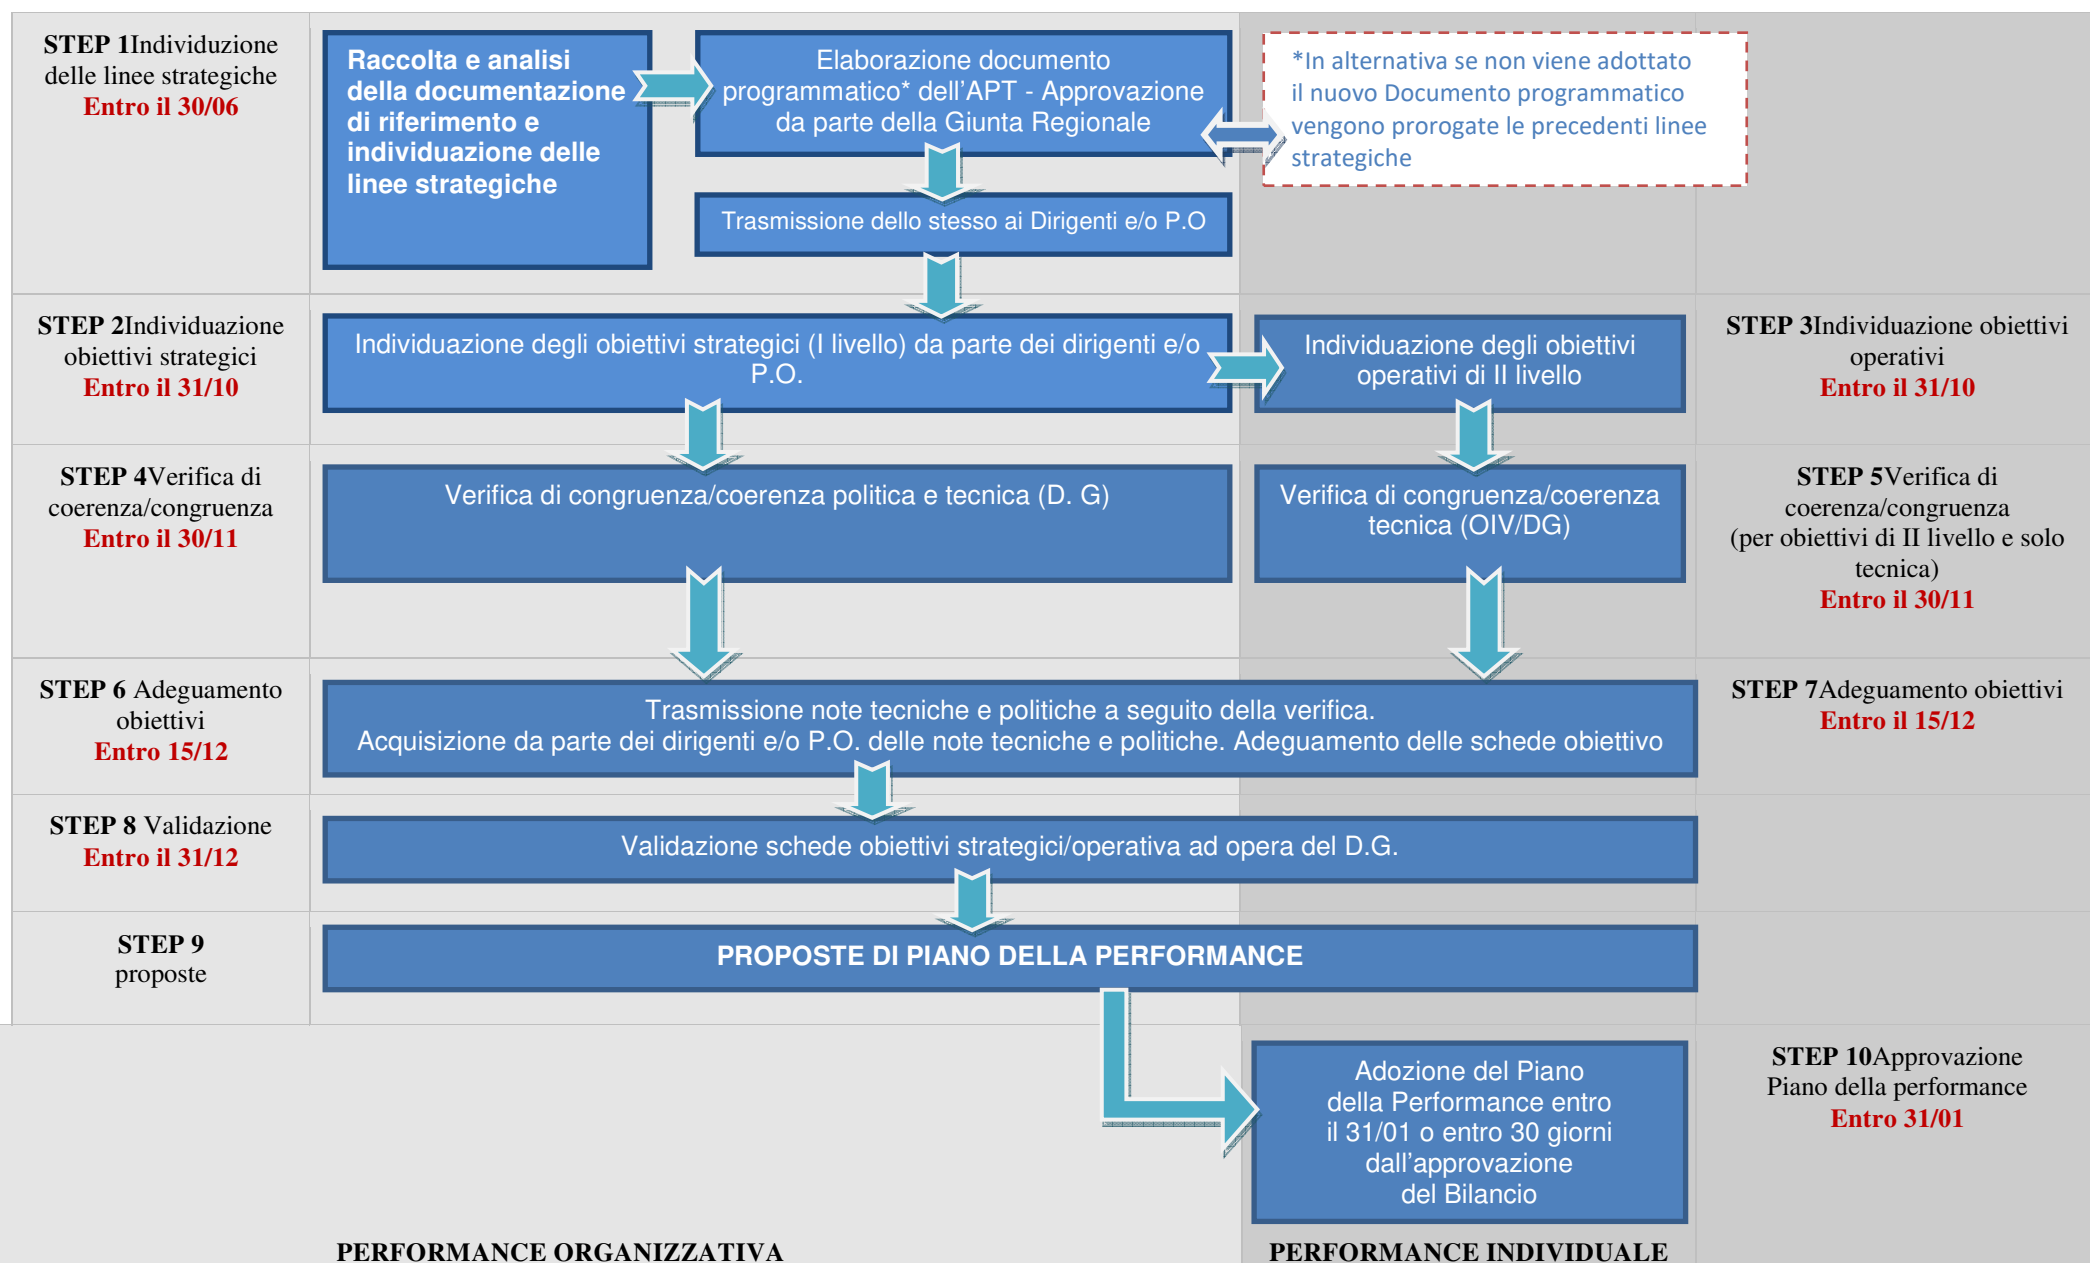 STEP 1Individuzione
delle linee strategiche
Entro il 30/06
Raccolta e analisi
della documentazione
di riferimento e
individuazione delle
linee strategiche
Elaborazione documento
programmatico* dell'APT - Approvazione
da parte della Giunta Regionale
*In alternativa se non viene adottato
il nuovo Documento programmatico
vengono prorogate le precedenti linee
strategiche
Trasmissione dello stesso ai Dirigenti e/o P.O
STEP 2Individuazione
obiettivi strategici
Entro il 31/10
Individuazione degli obiettivi strategici (I livello) da parte dei dirigenti e/o
P.O.
Individuazione degli obiettivi
operativi di II livello
STEP 3Individuazione obiettivi
operativi
Entro il 31/10
STEP 4Verifica di
coerenza/congruenza
Entro il 30/11
Verifica di congruenza/coerenza politica e tecnica (D. G)
Verifica di congruenza/coerenza
tecnica (OIV/DG)
STEP 5Verifica di
coerenza/congruenza
(per obiettivi di II livello e solo
tecnica)
Entro il 30/11
STEP 6 Adeguamento
obiettivi
Entro 15/12
Trasmissione note tecniche e politiche a seguito della verifica.
Acquisizione da parte dei dirigenti e/o P.O. delle note tecniche e politiche. Adeguamento delle schede obiettivo
STEP 7Adeguamento obiettivi
Entro il 15/12
STEP 8 Validazione
Entro il 31/12
Validazione schede obiettivi strategici/operativa ad opera del D.G.
STEP 9
proposte
PROPOSTE DI PIANO DELLA PERFORMANCE
Adozione del Piano
della Performance entro
il 31/01 o entro 30 giorni
dall'approvazione
del Bilancio
STEP 10Approvazione
Piano della performance
Entro 31/01
PERFORMANCE ORGANIZZATIVA
PERFORMANCE INDIVIDUALE